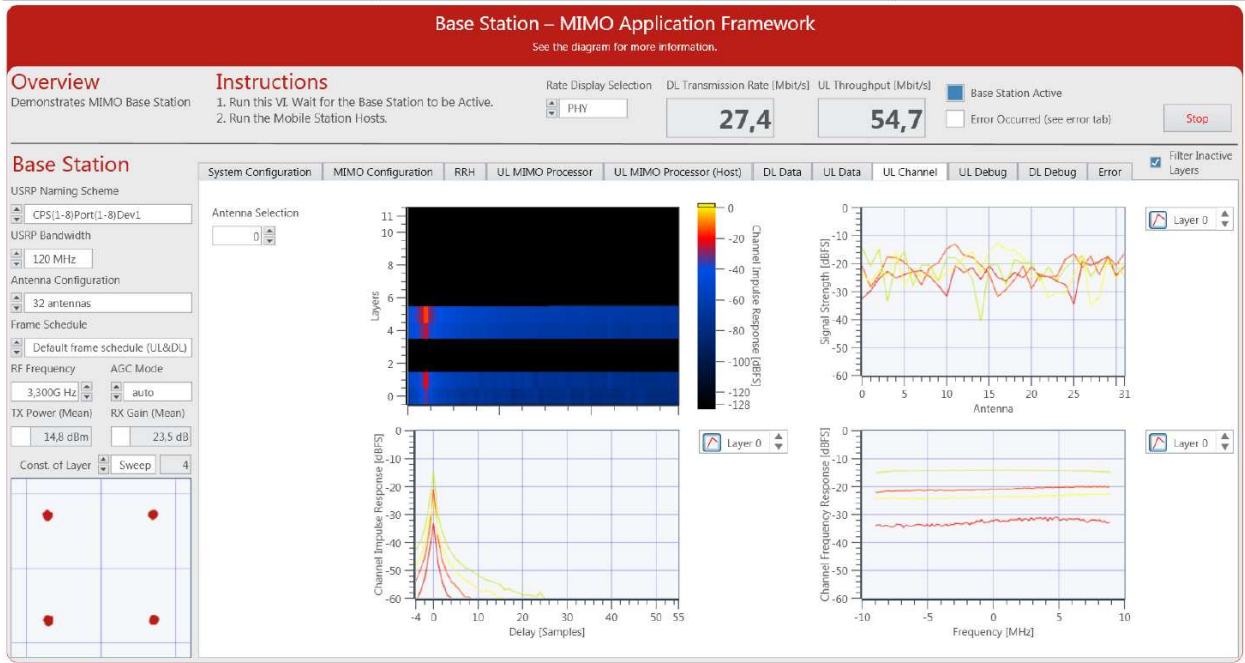 Base Station – MIMO Application Framework
See the diagram for more information.
Overview
Demonstrates MIMO Base Station
Instructions
1. Run this VI. Wait for the Base Station to be Active.
2. Run the Mobile Station Hosts.
Rate Display Selection
PHY
DL Transmission Rate [Mbit/s]
27,4
UL Throughput [Mbit/s]
54,7
Base Station Active
Error Occurred (see error tab)
Stop
Base Station
USRP Naming Scheme
CPS(1-8)Port(1-8)Dev1
USRP Bandwidth
120 MHz
Antenna Configuration
32 antennas
Frame Schedule
Default frame schedule (UL&DL)
RF Frequency
3,300G Hz
AGC Mode
auto
TX Power (Mean)
14,8 dBm
RX Gain (Mean)
23,5 dB
Const. of Layer
Sweep
4
System Configuration
MIMO Configuration
RRH
UL MIMO Processor
UL MIMO Processor (Host)
DL Data
UL Data
UL Channel
UL Debug
DL Debug
Error
Filter Inactive
Layers
Antenna Selection
0
Layers
11
10
8
6
4
2
0
0
-20
-40
-60
-80
-100
-120
-128
Channel Impulse Response [dBFS]
Signal Strength [dBFS]
0
-10
-20
-30
-40
-50
-60
0 5 10 15 20 25 31
Antenna
Layer 0
Channel Impulse Response [dBFS]
0
-10
-20
-30
-40
-50
-60
-4 0 10 20 30 40 50 55
Delay [Samples]
Layer 0
Channel Frequency Response [dBFS]
0
-10
-20
-30
-40
-50
-60
-10 -5 0 5 10
Frequency [MHz]
Layer 0